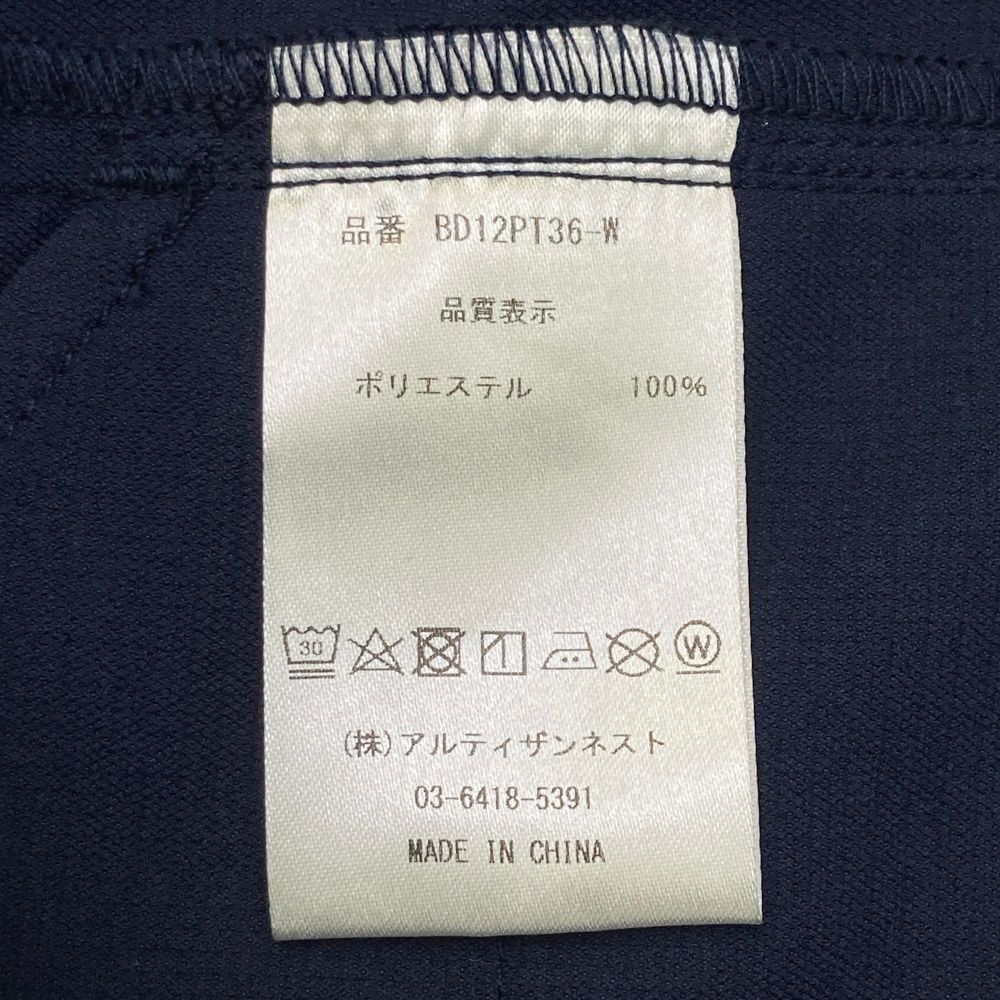 品番 BD12PT36-W
品質表示
ポリエステル 100%
30 W
(株)アルティザンネスト
03-6418-5391
MADE IN CHINA